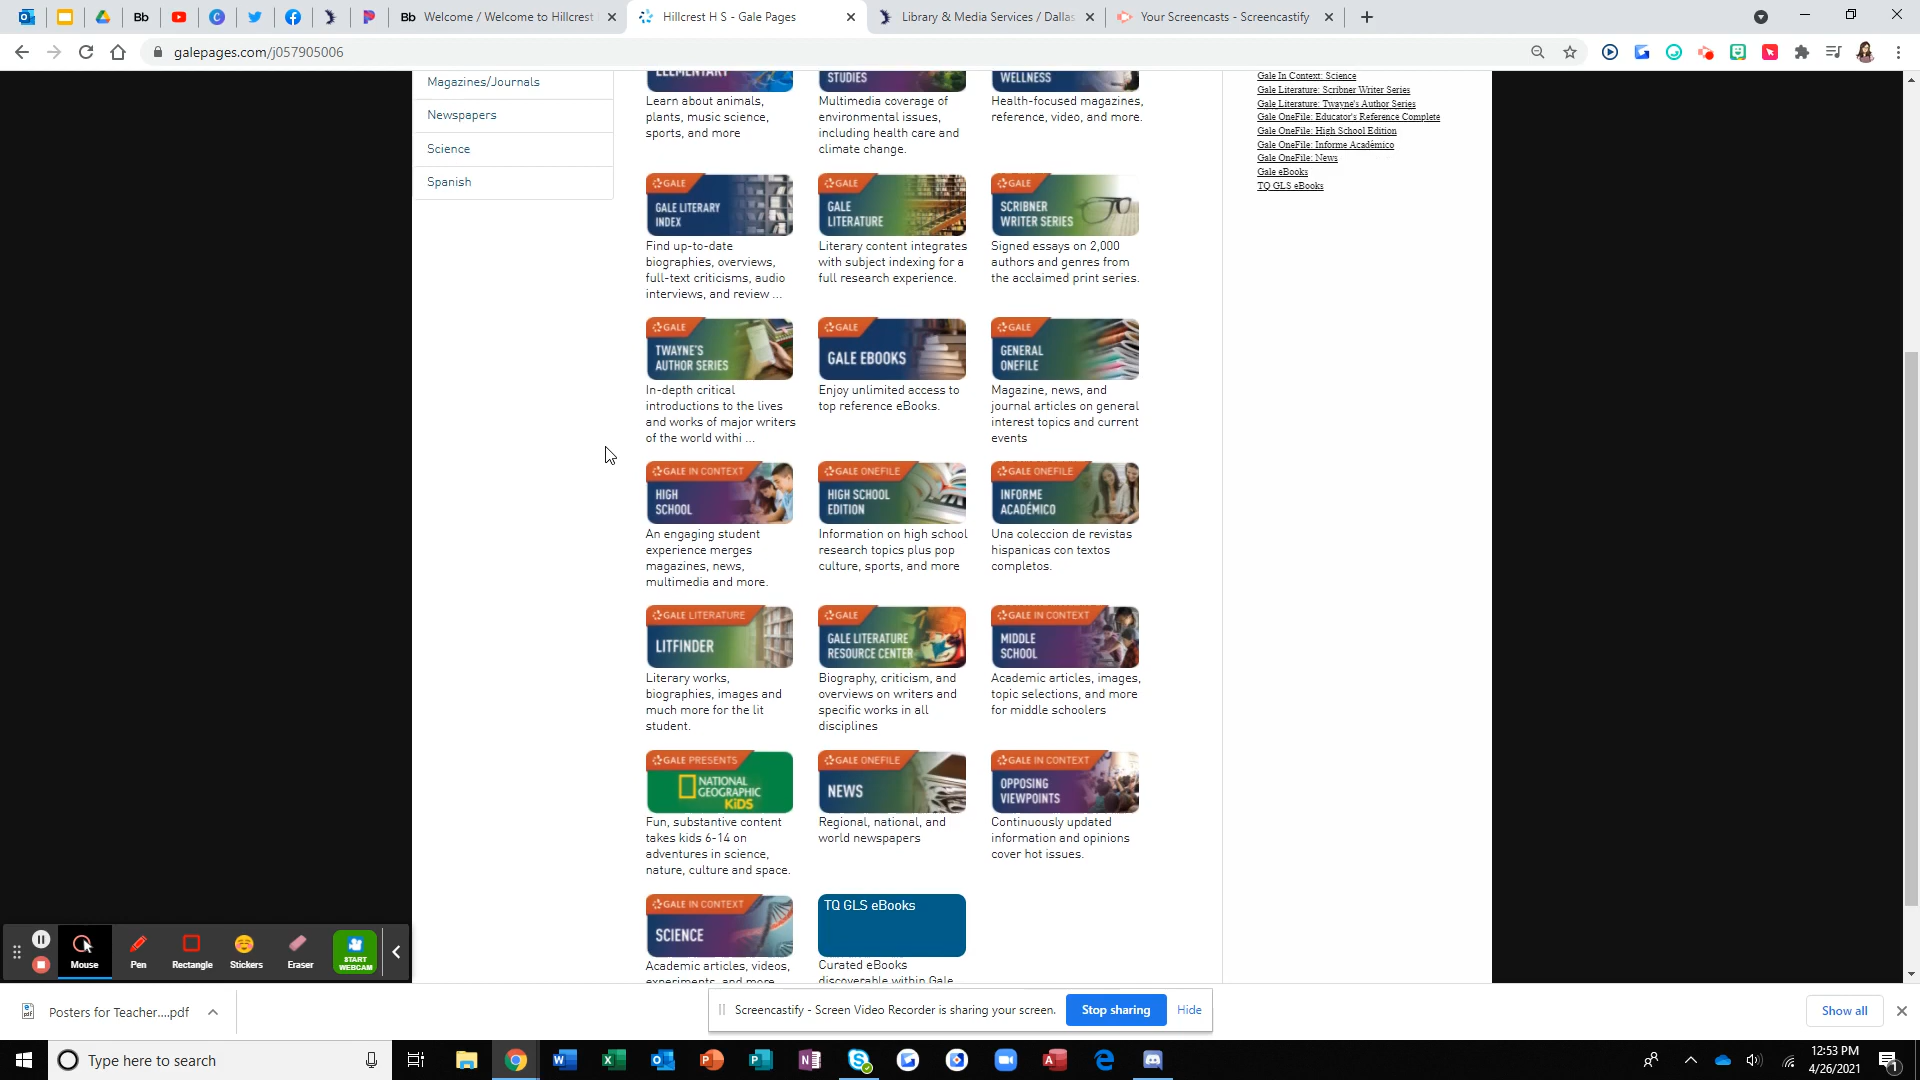 Bb
Bb Welcome / Welcome to Hillcrest
Hillcrest H S - Gale Pages
Library & Media Services / Dallas
Your Screencasts - Screencastify
galepages.com/j057905006
Magazines/Journals
Newspapers
Science
Spanish
ELEMENTARY
Learn about animals,
plants, music science,
sports, and more
STUDIES
Multimedia coverage of
environmental issues,
including health care and
climate change.
WELLNESS
Health-focused magazines,
reference, video, and more.
GALE
GALE LITERARY
INDEX
Find up-to-date
biographies, overviews,
full-text criticisms, audio
interviews, and review ...
GALE
GALE
LITERATURE
Literary content integrates
with subject indexing for a
full research experience.
GALE
SCRIBNER
WRITER SERIES
Signed essays on 2,000
authors and genres from
the acclaimed print series.
GALE
TWAYNE'S
AUTHOR SERIES
In-depth critical
introductions to the lives
and works of major writers
of the world withi ...
GALE
GALE EBOOKS
Enjoy unlimited access to
top reference eBooks.
GALE
GENERAL
ONEFILE
Magazine, news, and
journal articles on general
interest topics and current
events
GALE IN CONTEXT
HIGH
SCHOOL
An engaging student
experience merges
magazines, news,
multimedia and more.
GALE ONEFILE
HIGH SCHOOL
EDITION
Information on high school
research topics plus pop
culture, sports, and more
GALE ONEFILE
INFORME
ACADÉMICO
Una coleccion de revistas
hispanicas con textos
completos.
GALE LITERATURE
LITFINDER
Literary works,
biographies, images and
much more for the lit
student.
GALE
GALE LITERATURE
RESOURCE CENTER
Biography, criticism, and
overviews on writers and
specific works in all
disciplines
GALE IN CONTEXT
MIDDLE
SCHOOL
Academic articles, images,
topic selections, and more
for middle schoolers
GALE PRESENTS
NATIONAL
GEOGRAPHIC
KiDS
Fun, substantive content
takes kids 6-14 on
adventures in science,
nature, culture and space.
GALE ONEFILE
NEWS
Regional, national, and
world newspapers
GALE IN CONTEXT
OPPOSING
VIEWPOINTS
Continuously updated
information and opinions
cover hot issues.
GALE IN CONTEXT
SCIENCE
Academic articles, videos,
experiments, and more
TQ GLS eBooks
Curated eBooks
discoverable within Gale
Gale In Context: Science
Gale Literature: Scribner Writer Series
Gale Literature: Twayne's Author Series
Gale OneFile: Educator's Reference Complete
Gale OneFile: High School Edition
Gale OneFile: Informe Académico
Gale OneFile: News
Gale eBooks
TQ GLS eBooks
Mouse
Pen
Rectangle
Stickers
Eraser
START
WEBCAM
Posters for Teacher....pdf
Screencastify - Screen Video Recorder is sharing your screen.
Stop sharing
Hide
Show all
Type here to search
12:53 PM
4/26/2021
1